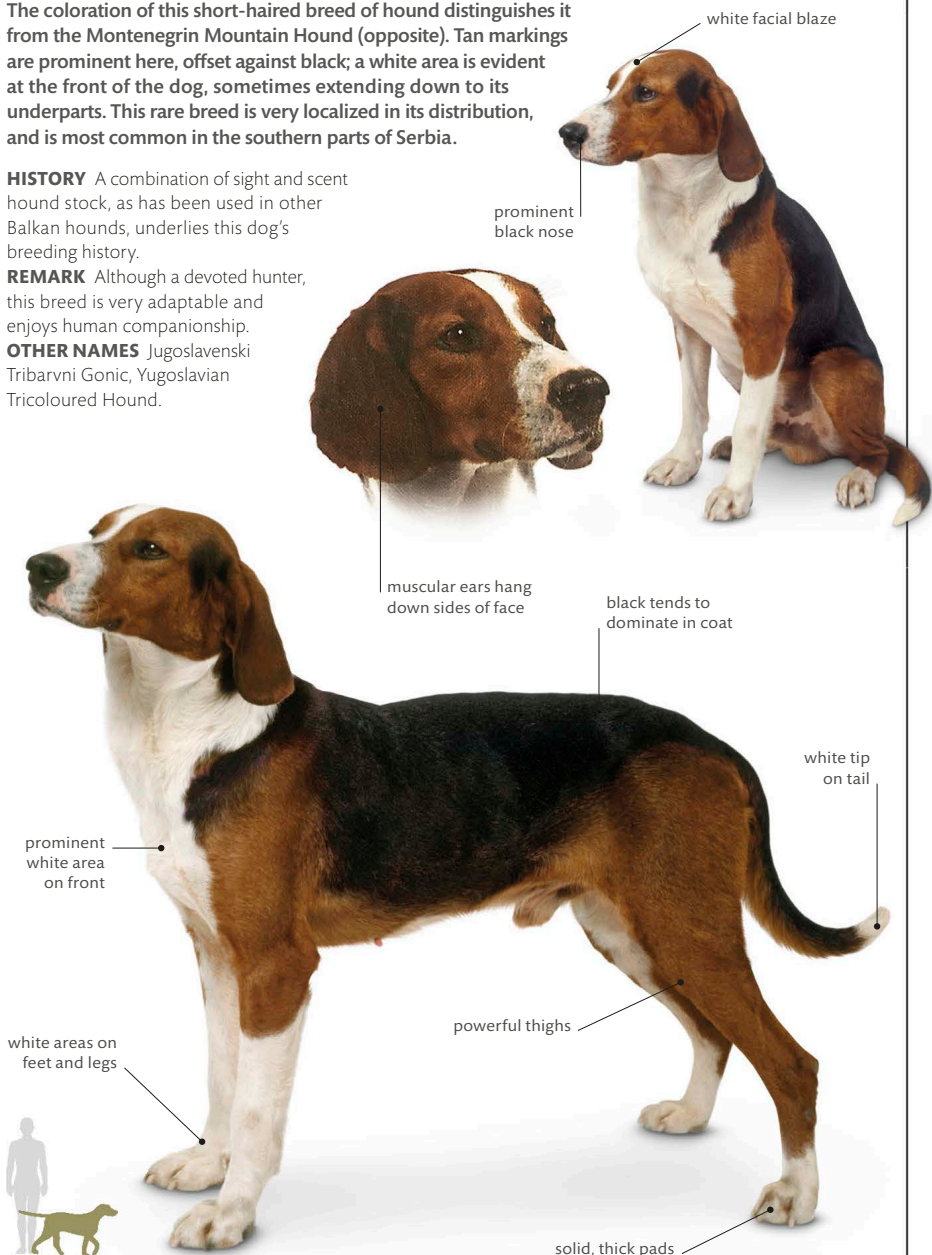 The coloration of this short-haired breed of hound distinguishes it
from the Montenegrin Mountain Hound (opposite). Tan markings
are prominent here, offset against black; a white area is evident
at the front of the dog, sometimes extending down to its
underparts. This rare breed is very localized in its distribution,
and is most common in the southern parts of Serbia.
HISTORY A combination of sight and scent
hound stock, as has been used in other
Balkan hounds, underlies this dog’s
breeding history.
REMARK Although a devoted hunter,
this breed is very adaptable and
enjoys human companionship.
OTHER NAMES Jugoslavenski
Tribarvni Gonic, Yugoslavian
Tricoloured Hound.
white facial blaze
prominent
black nose
muscular ears hang
down sides of face
black tends to
dominate in coat
white tip
on tail
prominent
white area
on front
powerful thighs
white areas on
feet and legs
solid, thick pads